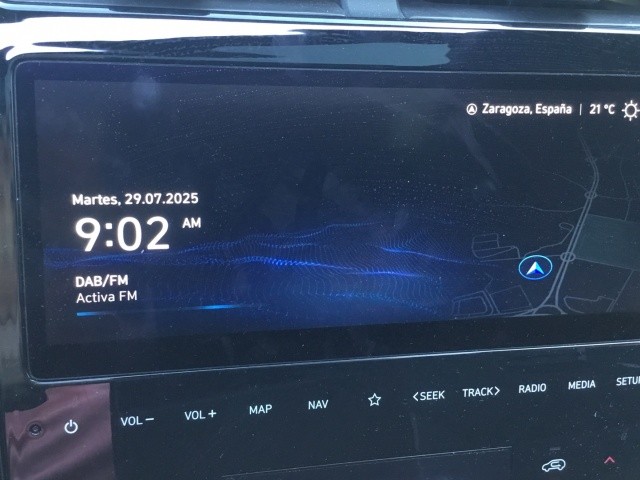 Zaragoza, España | 21 °C
Martes, 29.07.2025
9:02 AM
DAB/FM
Activa FM
VOL− VOL+ MAP NAV <SEEK TRACK> RADIO MEDIA SETU